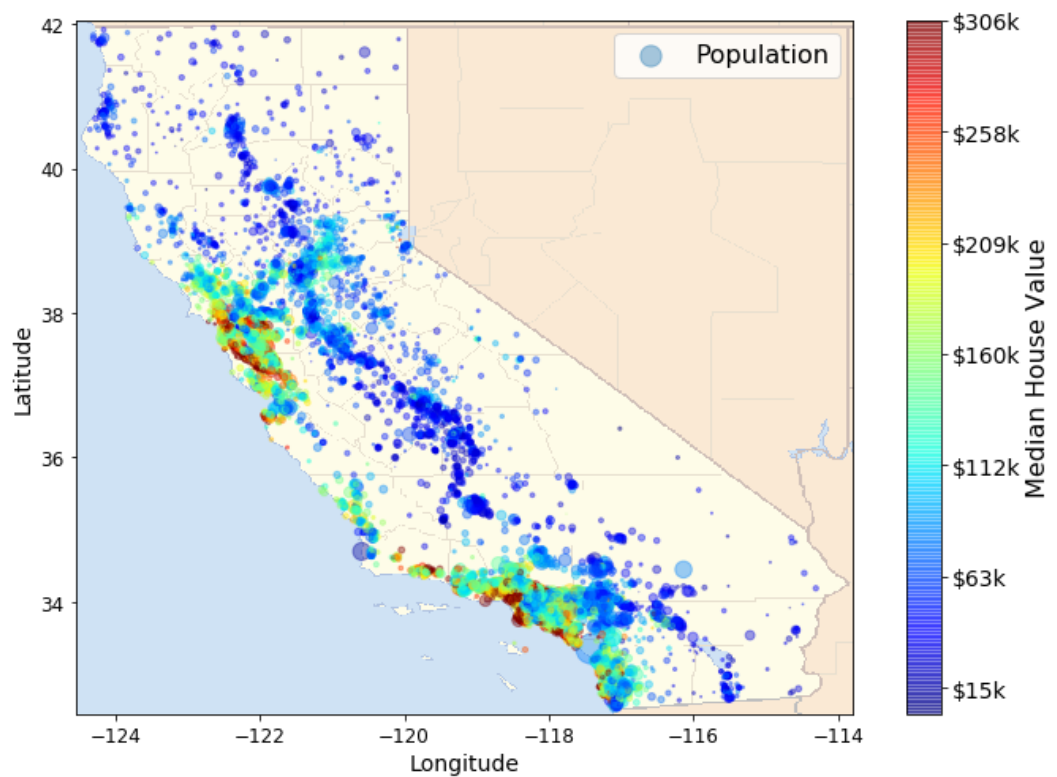 42
40
38
36
34
Latitude
−124
−122
−120
−118
−116
−114
Longitude
Population
$306k
$258k
$209k
$160k
$112k
$63k
$15k
Median House Value